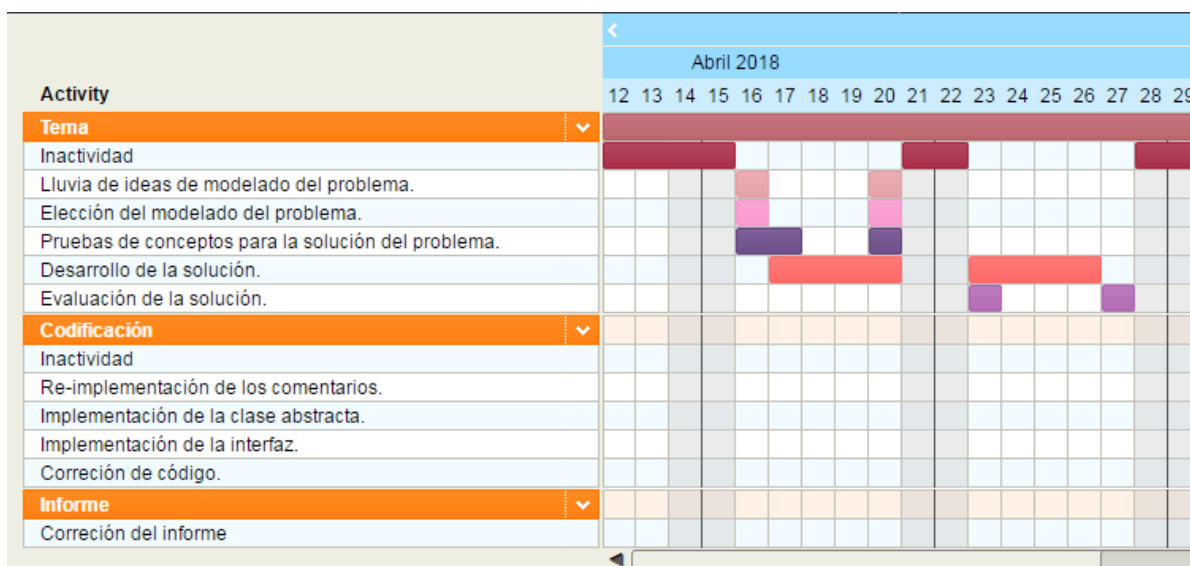 Abril 2018
Activity 12 13 14 15 16 17 18 19 20 21 22 23 24 25 26 27 28 29
Tema
Inactividad
Lluvia de ideas de modelado del problema.
Elección del modelado del problema.
Pruebas de conceptos para la solución del problema.
Desarrollo de la solución.
Evaluación de la solución.
Codificación
Inactividad
Re-implementación de los comentarios.
Implementación de la clase abstracta.
Implementación de la interfaz.
Correción de código.
Informe
Correción del informe